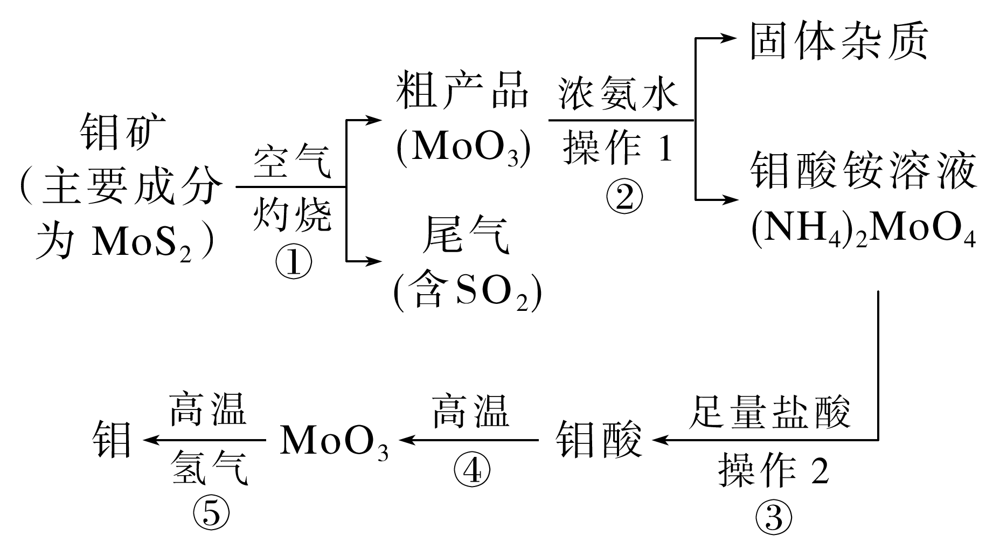 钼矿
（主要成分
为 MoS₂）
空气
灼烧
①
粗产品
(MoO₃)
尾气
(含SO₂)
浓氨水
操作 1
②
固体杂质
钼酸铵溶液
(NH₄)₂MoO₄
足量盐酸
操作 2
③
钼酸
高温
④
MoO₃
高温
氢气
⑤
钼